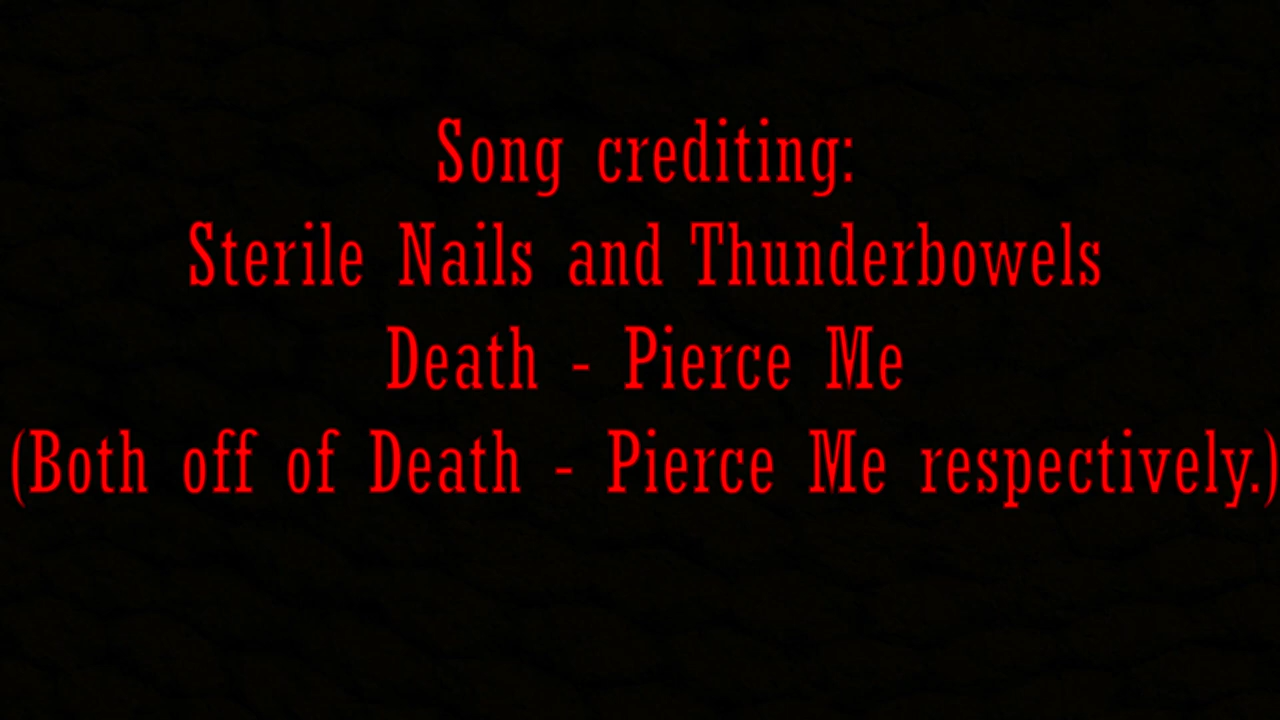 Song crediting:
Sterile Nails and Thunderbowels
Death - Pierce Me
(Both off of Death - Pierce Me respectively.)